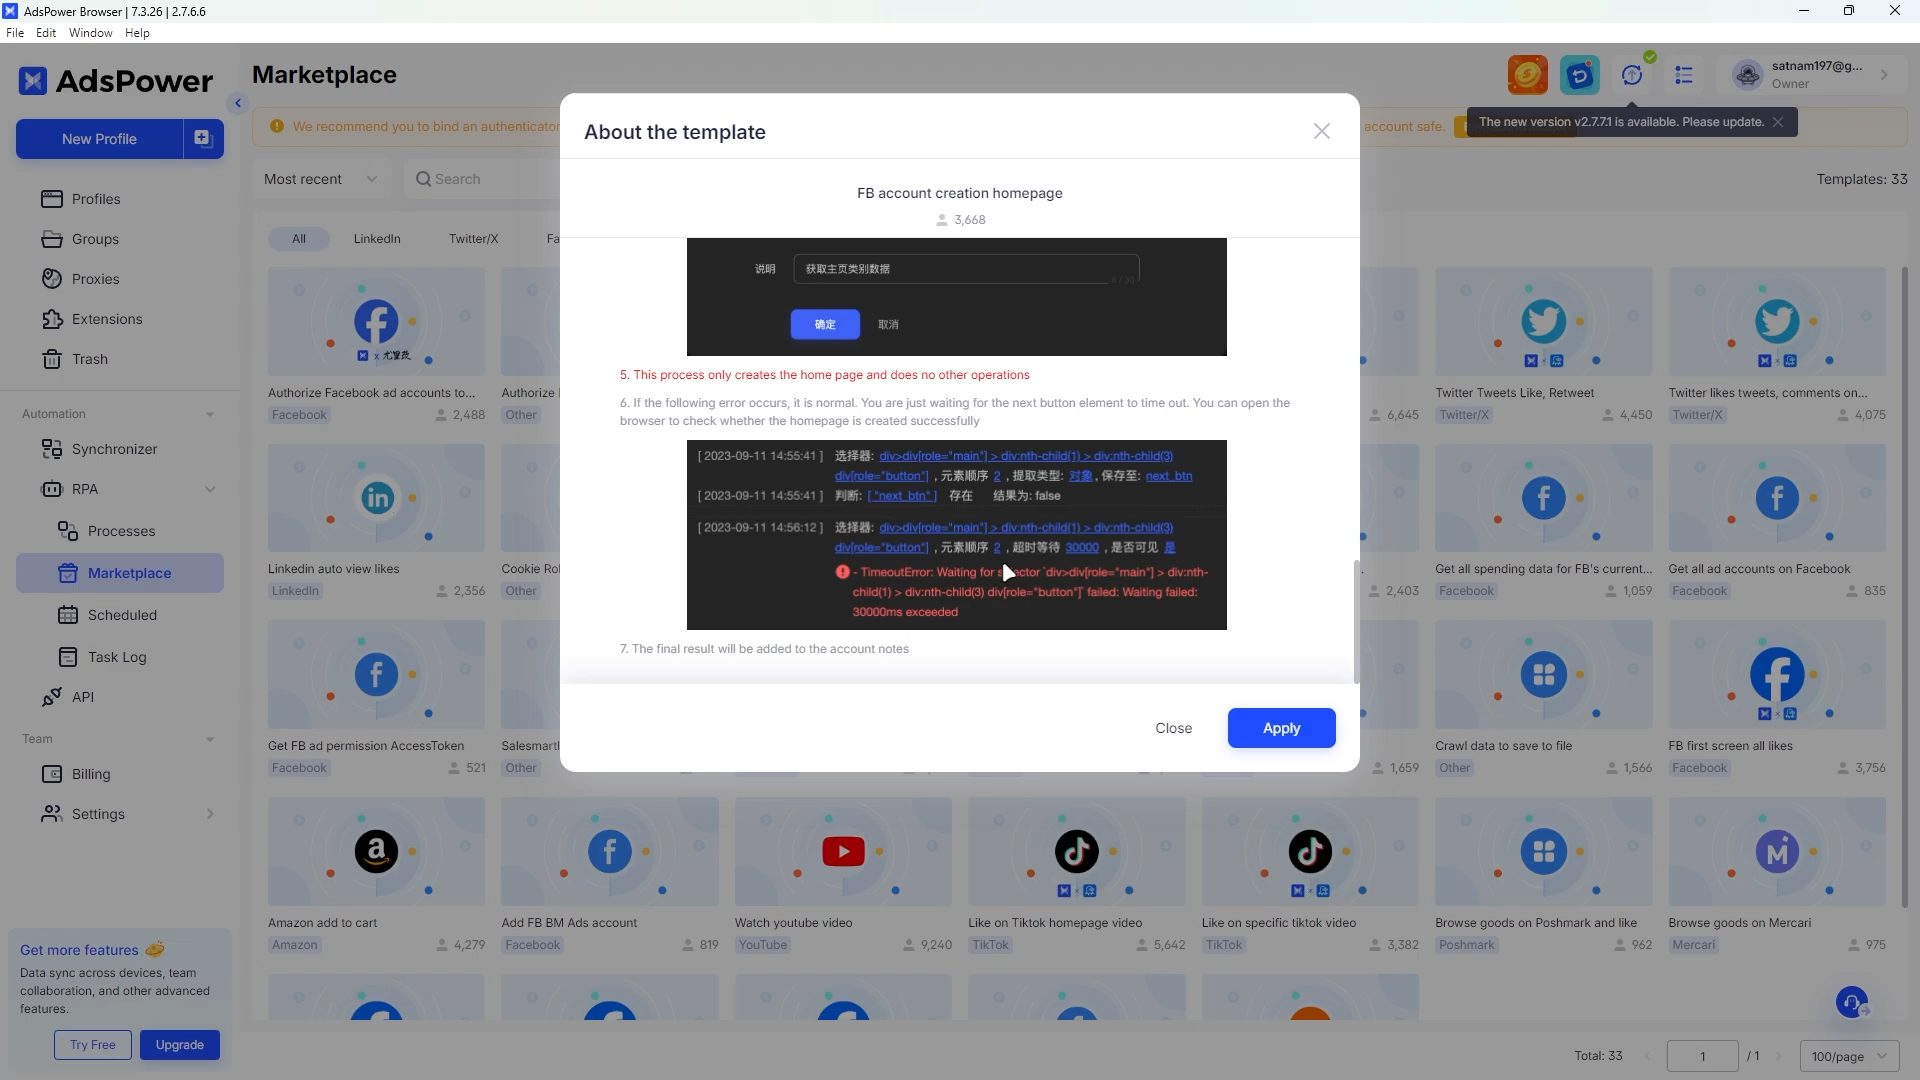 AdsPower Browser | 7.3.26 | 2.7.6.6
File Edit Window Help
AdsPower
Marketplace
satnam197@g...
Owner
We recommend you to bind an authenticator
account safe.
The new version v2.7.7.1 is available. Please update.
New Profile
Most recent
Search
Templates: 33
Profiles
Groups
Proxies
Extensions
Trash
Automation
Synchronizer
RPA
Processes
Marketplace
Scheduled
Task Log
API
Team
Billing
Settings
Get more features
Data sync across devices, team
collaboration, and other advanced
features.
Try Free
Upgrade
All LinkedIn Twitter/X Fa
About the template
FB account creation homepage
3,668
说明 获取主页类别数据
8 / 30
确定 取消
5. This process only creates the home page and does no other operations
6. If the following error occurs, it is normal. You are just waiting for the next button element to time out. You can open the
browser to check whether the homepage is created successfully
[ 2023-09-11 14:55:41 ] 选择器: div>div[role="main"] > div:nth-child(1) > div:nth-child(3)
div[role="button"] , 元素顺序 2 , 提取类型: 对象 , 保存至: next_btn
[ 2023-09-11 14:55:41 ] 判断: [ "next_btn" ] 存在 结果为: false
[ 2023-09-11 14:56:12 ] 选择器: div>div[role="main"] > div:nth-child(1) > div:nth-child(3)
div[role="button"] , 元素顺序 2 , 超时等待 30000 , 是否可见 是
- TimeoutError: Waiting for s ector `div>div[role="main"] > div:nth-
child(1) > div:nth-child(3) div[role="button"]` failed: Waiting failed:
30000ms exceeded
7. The final result will be added to the account notes
Close
Apply
x 尤里茂
Authorize Facebook ad accounts to...
Facebook 2,488
Authorize
Other
6,645
Twitter Tweets Like, Retweet
Twitter/X 4,450
Twitter likes tweets, comments on...
Twitter/X 4,075
in
Linkedin auto view likes
LinkedIn 2,356
Cookie Ro
Other
2,403
Get all spending data for FB's current...
Facebook 1,059
Get all ad accounts on Facebook
Facebook 835
Get FB ad permission AccessToken
Facebook 521
Salesmart
Other
1,659
Crawl data to save to file
Other 1,566
FB first screen all likes
Facebook 3,756
Amazon add to cart
Amazon 4,279
Add FB BM Ads account
Facebook 819
Watch youtube video
YouTube 9,240
Like on Tiktok homepage video
TikTok 5,642
Like on specific tiktok video
TikTok 3,382
Browse goods on Poshmark and like
Poshmark 962
Browse goods on Mercari
Mercari 975
Total: 33
1
/ 1
100/page